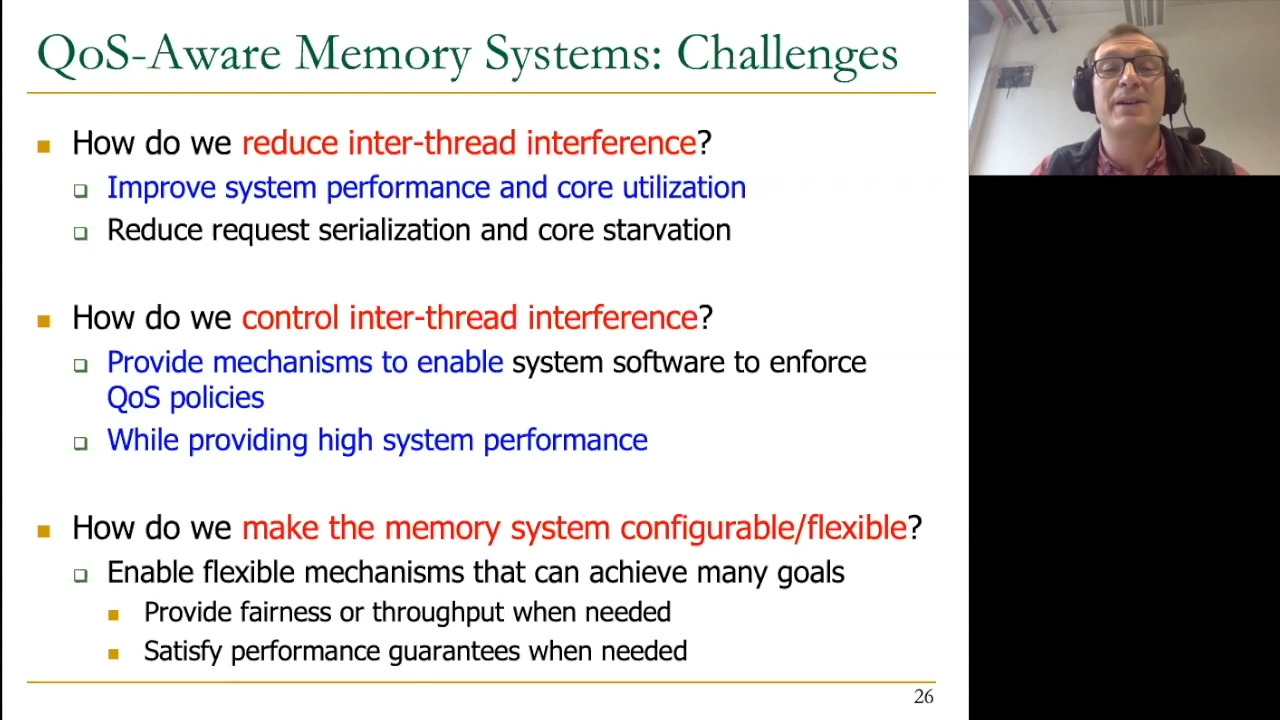 QoS-Aware Memory Systems: Challenges
How do we reduce inter-thread interference?
Improve system performance and core utilization
Reduce request serialization and core starvation
How do we control inter-thread interference?
Provide mechanisms to enable system software to enforce
QoS policies
While providing high system performance
How do we make the memory system configurable/flexible?
Enable flexible mechanisms that can achieve many goals
Provide fairness or throughput when needed
Satisfy performance guarantees when needed
26